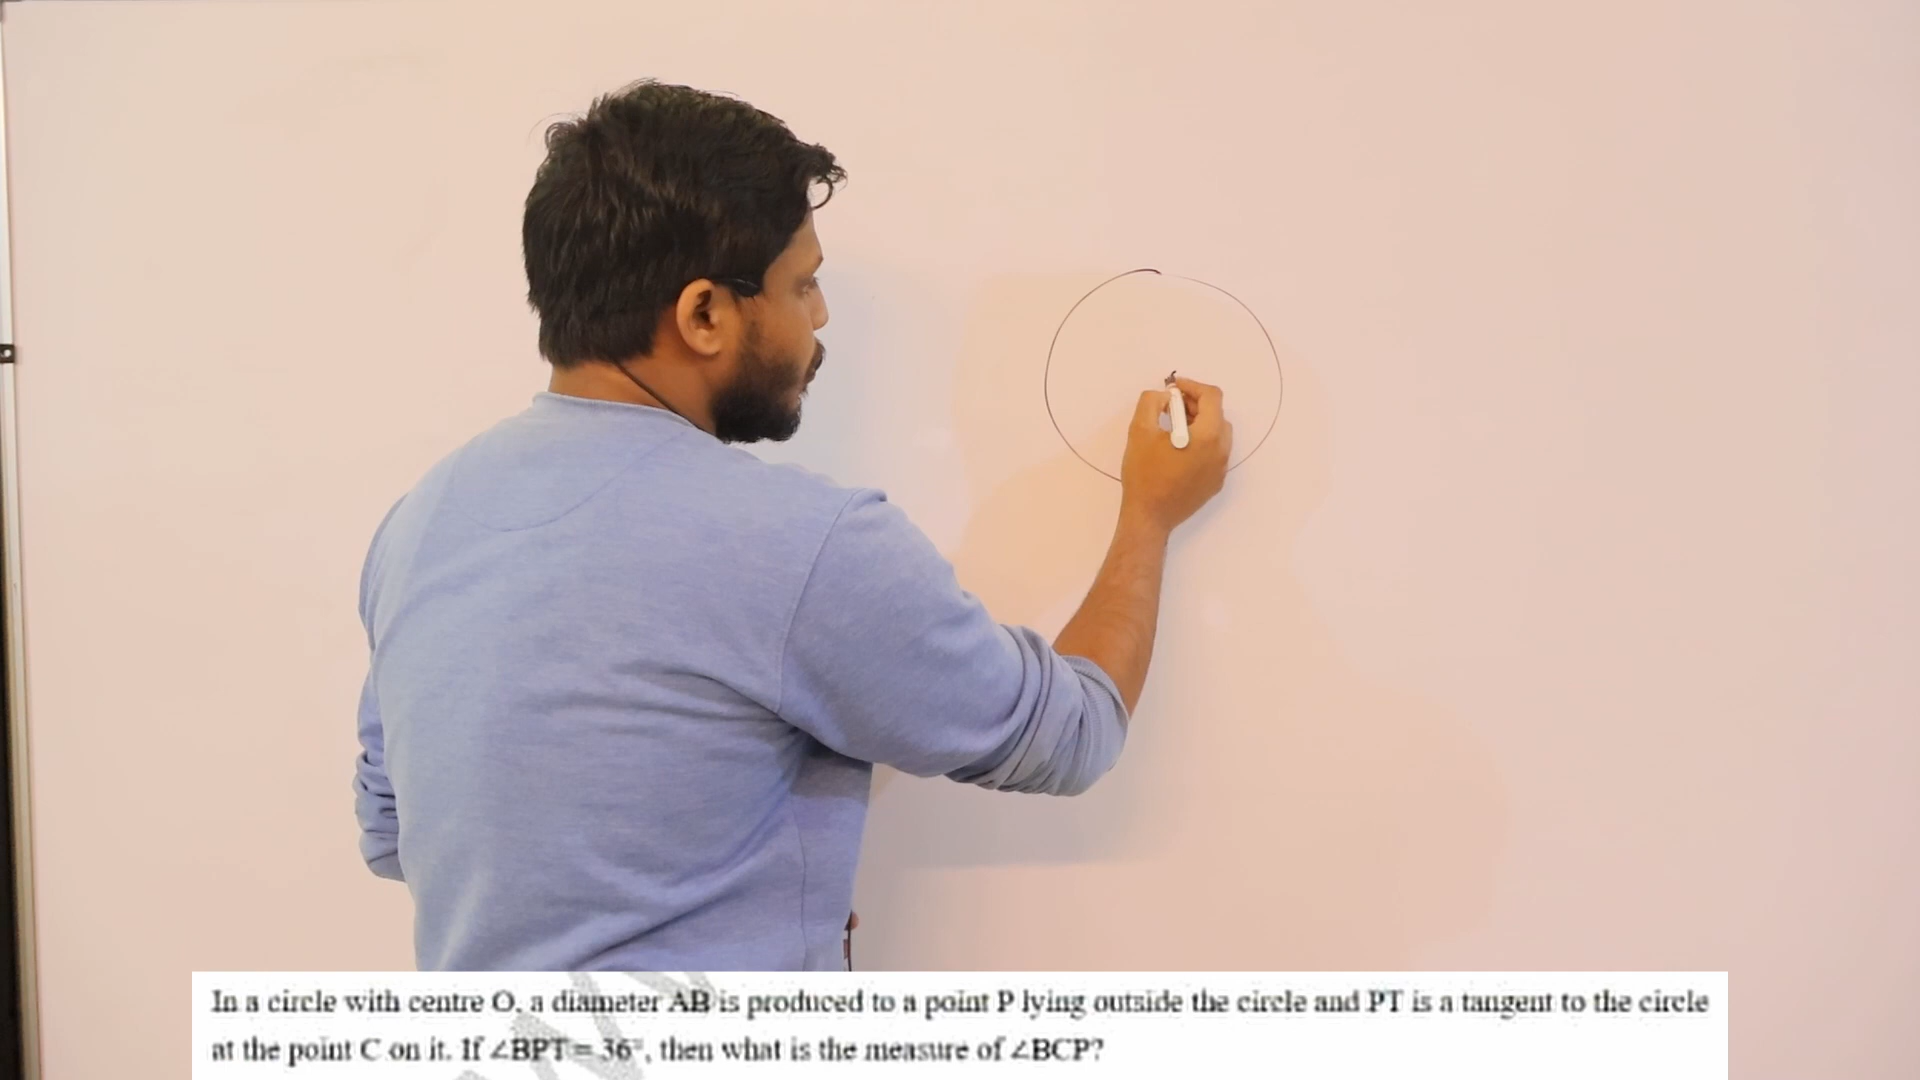 In a circle with centre O, a diameter AB is produced to a point P lying outside the circle and PT is a tangent to the circle
at the point C on it. If ∠BPT = 36°, then what is the measure of ∠BCP?